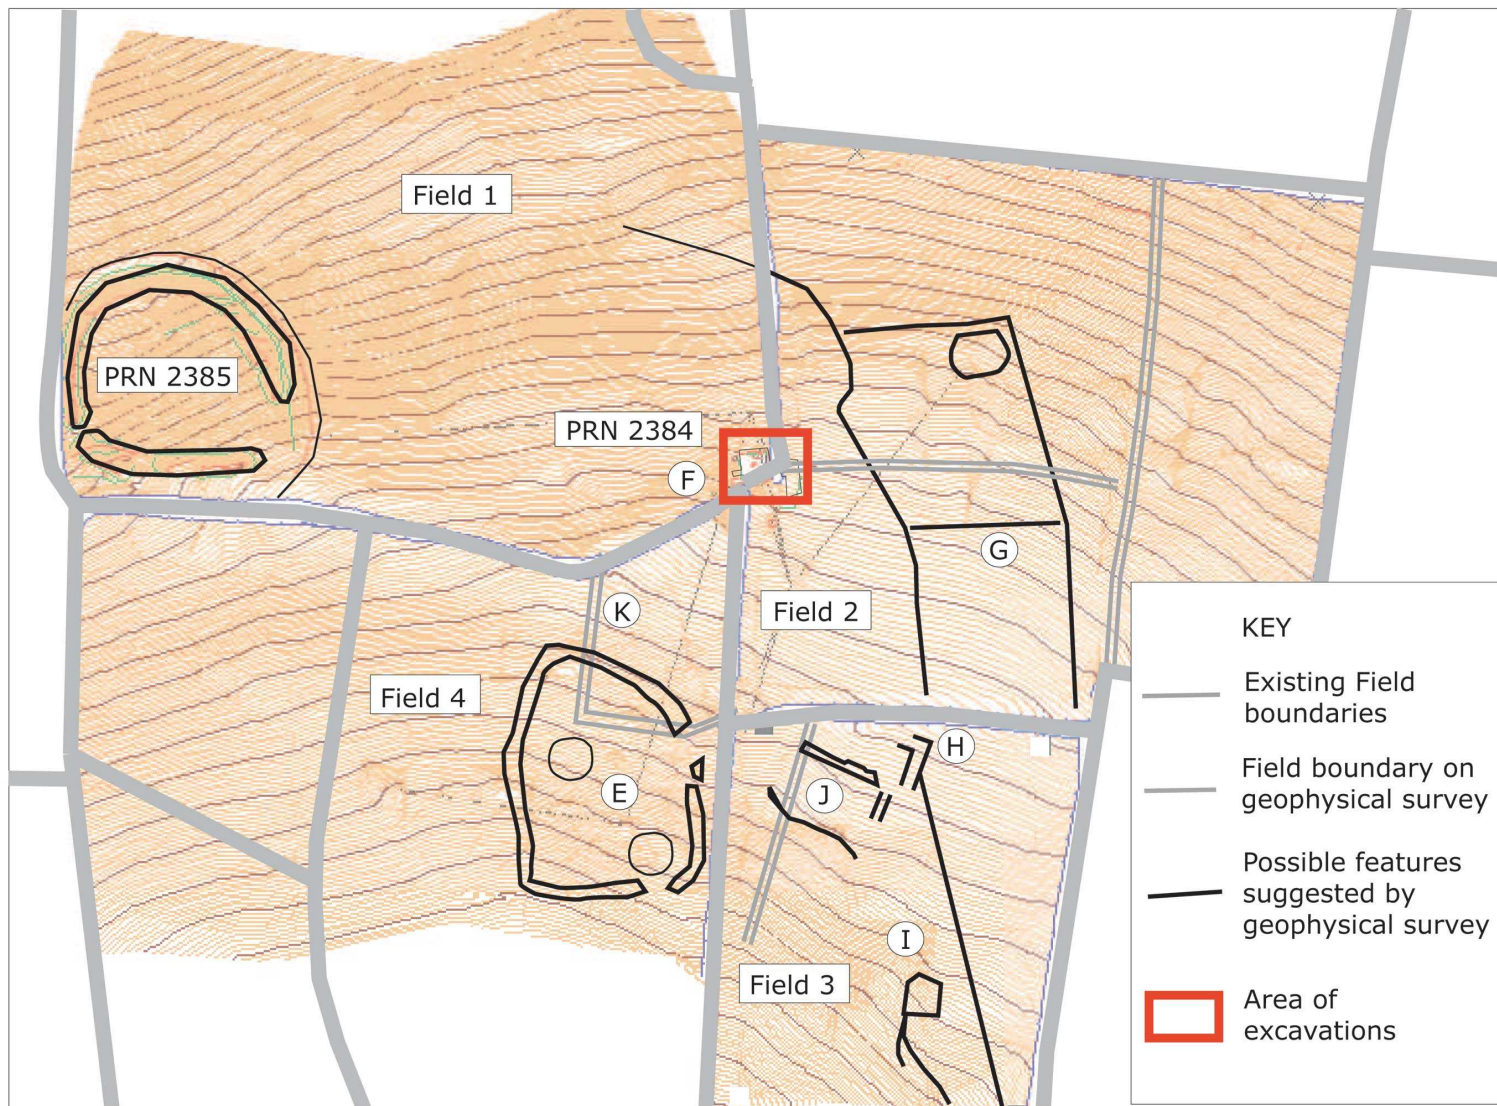 Field 1
PRN 2385
PRN 2384
F
G
K
Field 2
Field 4
H
E
J
I
Field 3
KEY
Existing Field
boundaries
Field boundary on
geophysical survey
Possible features
suggested by
geophysical survey
Area of
excavations